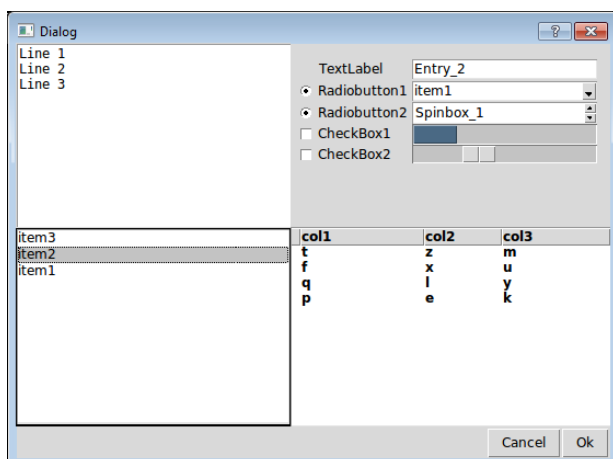 Dialog
Line 1
Line 2
Line 3
TextLabel Entry_2
Radiobutton1 item1
Radiobutton2 Spinbox_1
CheckBox1
CheckBox2
item3
item2
item1
col1 col2 col3
t z m
f x u
q l y
p e k
Cancel Ok